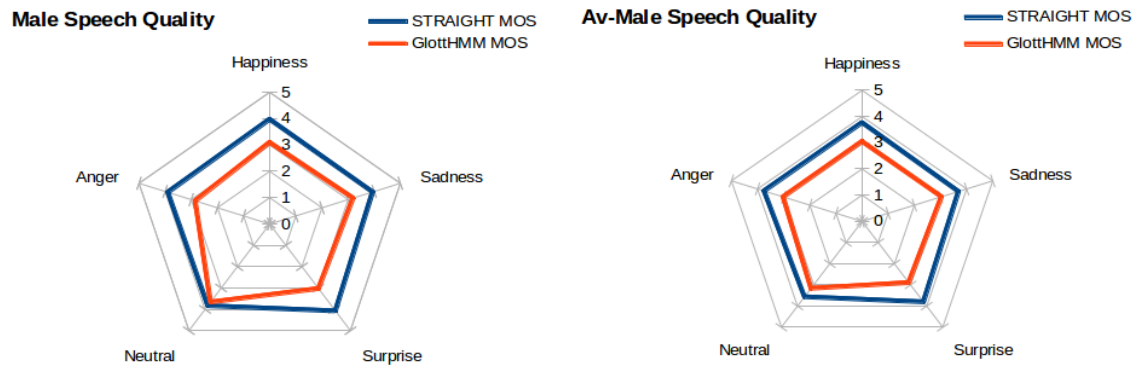 Male Speech Quality
STRAIGHT MOS
GlottHMM MOS
Happiness
5
4
3
2
1
0
Anger
Sadness
Neutral
Surprise
Av-Male Speech Quality
STRAIGHT MOS
GlottHMM MOS
Happiness
5
4
3
2
1
0
Anger
Sadness
Neutral
Surprise